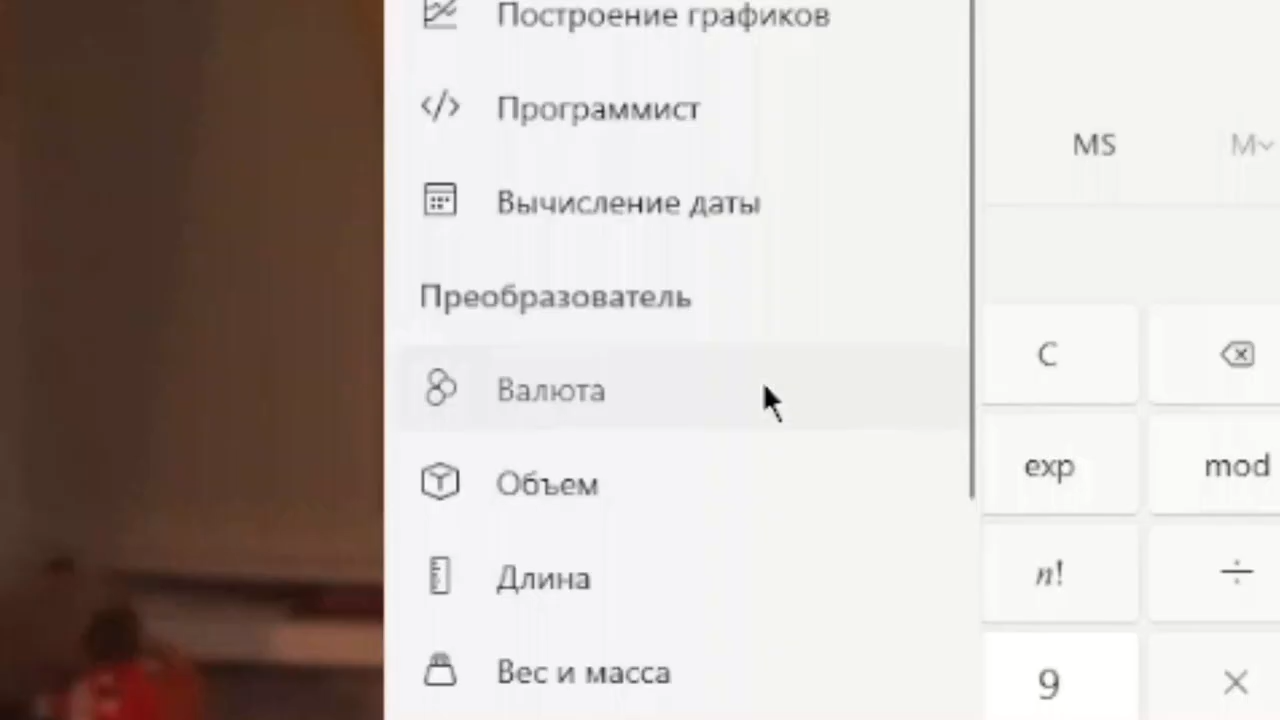 Построение графиков
Программист
Вычисление даты
Преобразователь
Валюта
Объем
Длина
Вес и масса
MS
M
C
exp
mod
n!
÷
9
×